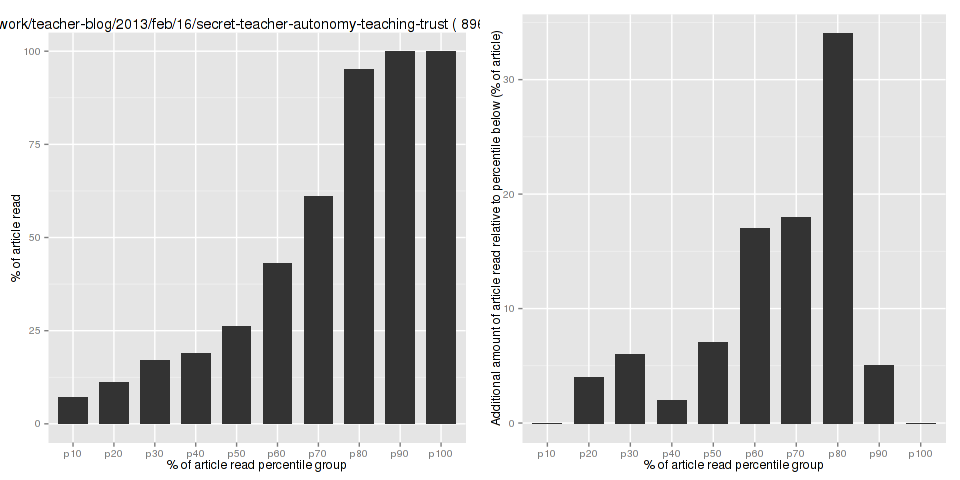 work/teacher-blog/2013/feb/16/secret-teacher-autonomy-teaching-trust ( 896
100
75
50
25
0
% of article read
p10 p20 p30 p40 p50 p60 p70 p80 p90 p100
% of article read percentile group
30
20
10
0
Additional amount of article read relative to percentile below (% of article)
p10 p20 p30 p40 p50 p60 p70 p80 p90 p100
% of article read percentile group